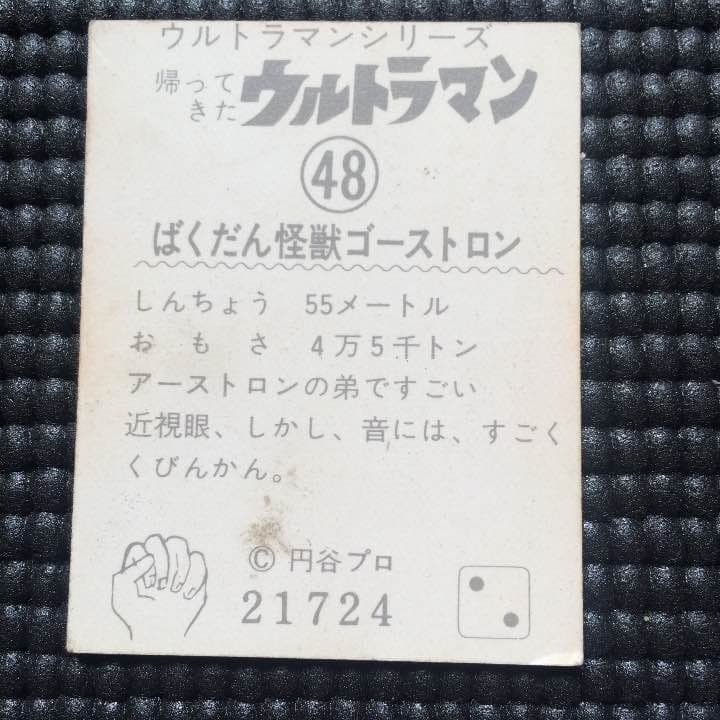 ウルトラマンシリーズ
帰ってきたウルトラマン
48
ばくだん怪獣ゴーストロン
しんちょう 55メートル
おもさ 4万5千トン
アーストロンの弟ですごい
近視眼、しかし、音には、すごく
くびんかん。
© 円谷プロ
21724